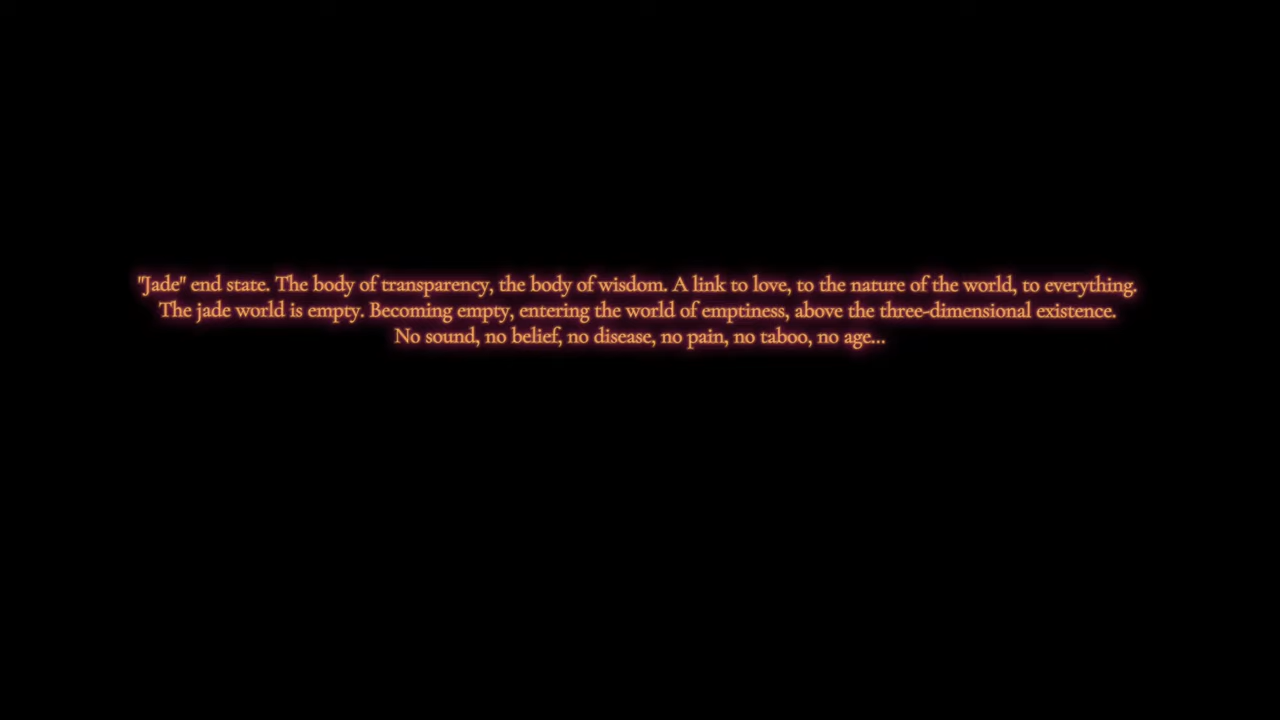 "Jade" end state. The body of transparency, the body of wisdom. A link to love, to the nature of the world, to everything.
The jade world is empty. Becoming empty, entering the world of emptiness, above the three-dimensional existence.
No sound, no belief, no disease, no pain, no taboo, no age...